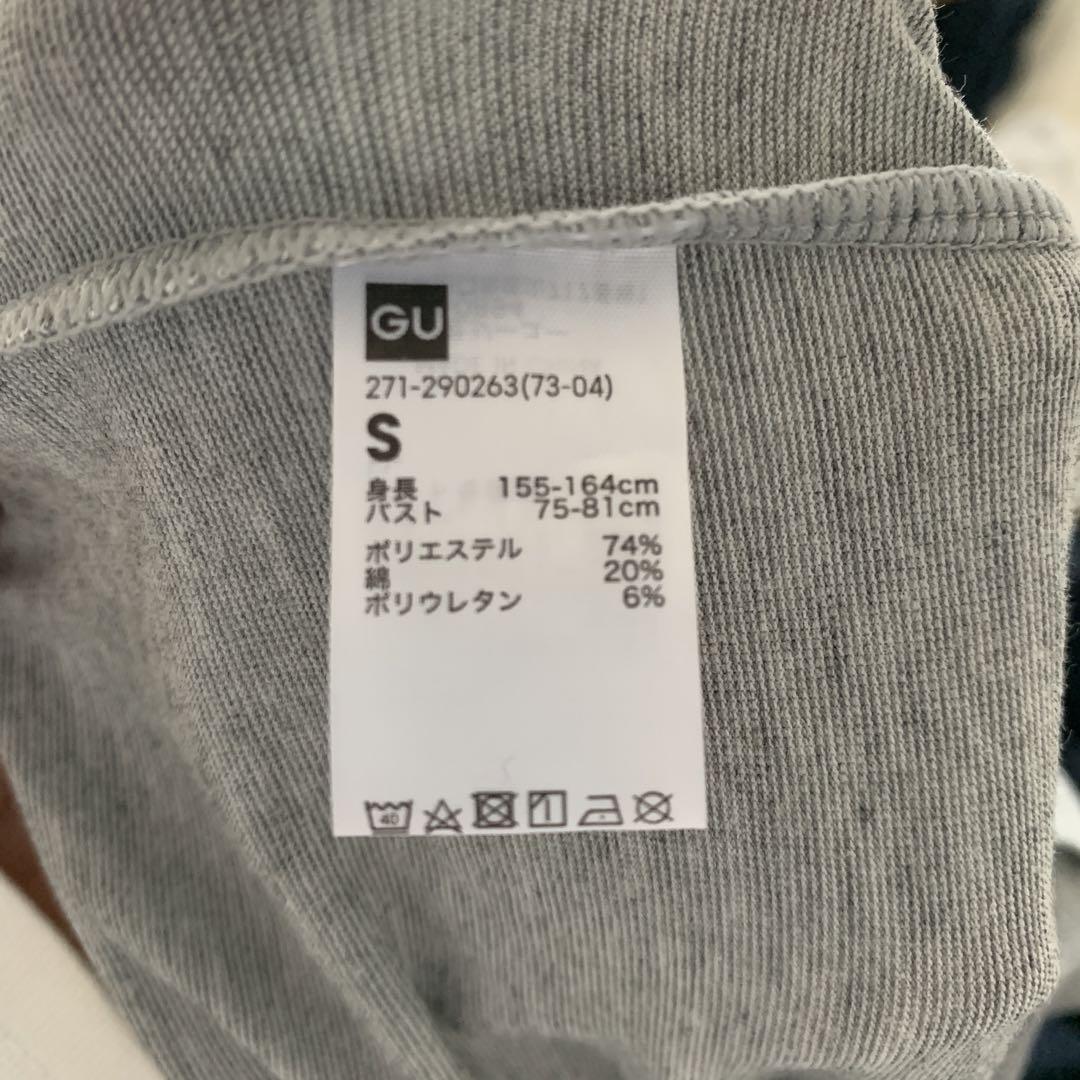 GU
271-290263(73-04)
S
身長 155-164cm
バスト 75-81cm
ポリエステル 74%
綿 20%
ポリウレタン 6%
40